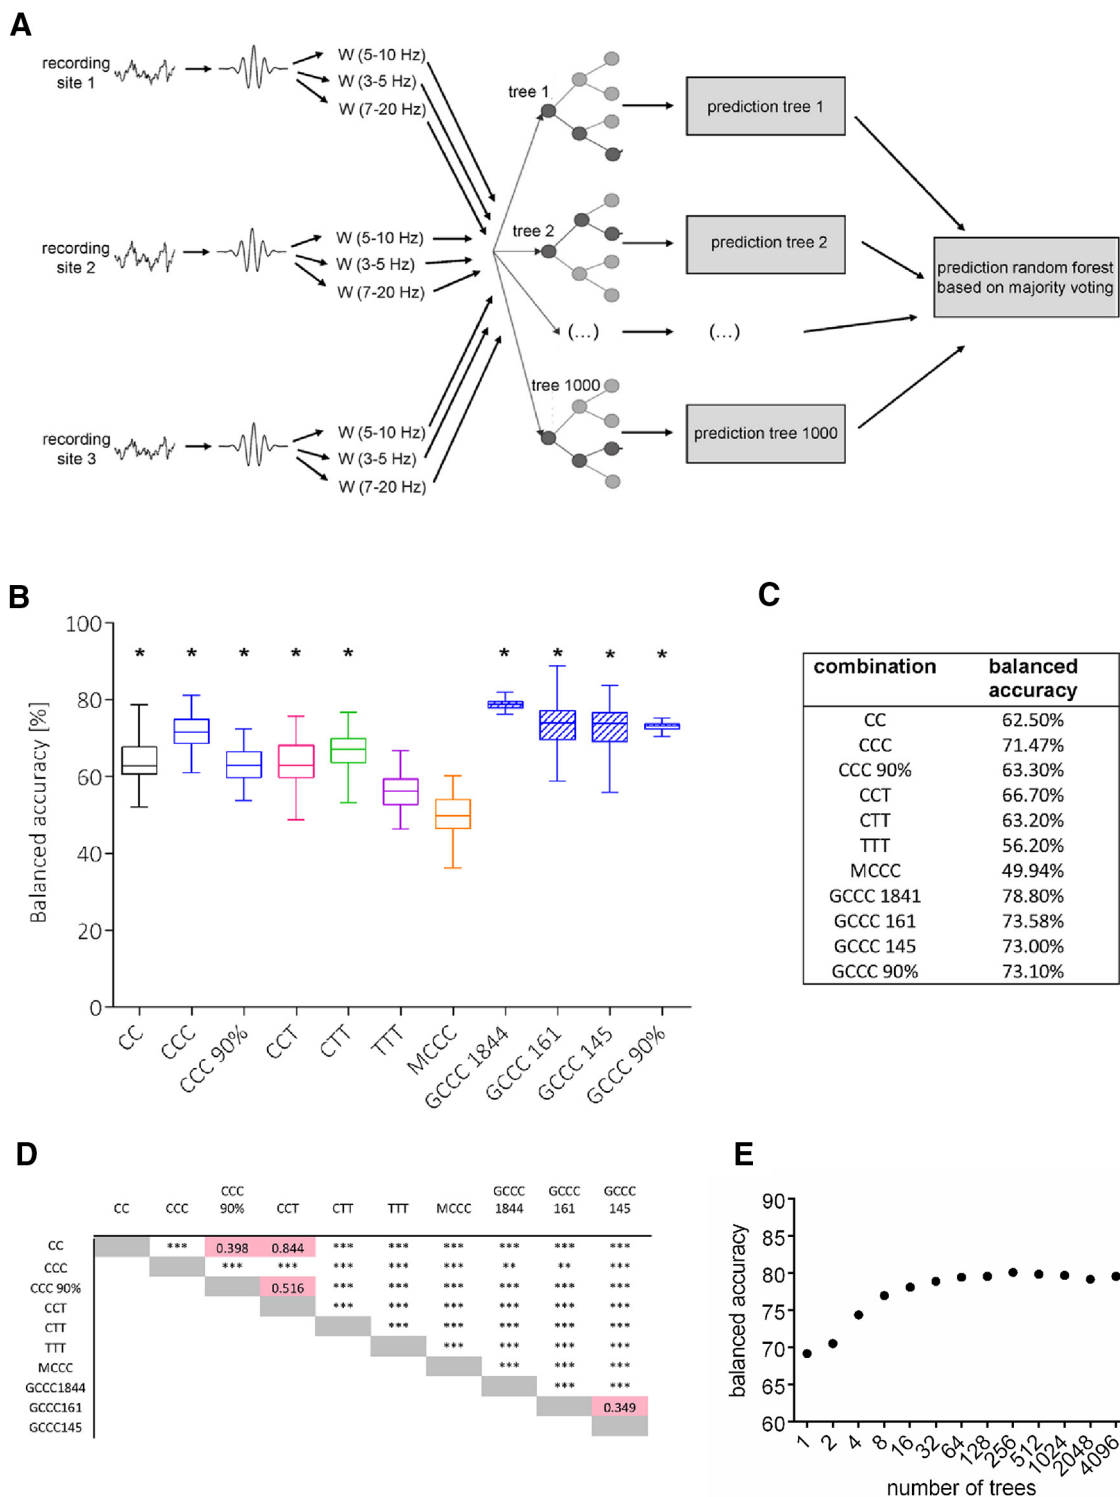 A
recording
site 1
W (5-10 Hz)
W (3-5 Hz)
W (7-20 Hz)
tree 1
prediction tree 1
recording
site 2
W (5-10 Hz)
W (3-5 Hz)
W (7-20 Hz)
tree 2
prediction tree 2
prediction random forest
based on majority voting
(...)
(...)
recording
site 3
W (5-10 Hz)
W (3-5 Hz)
W (7-20 Hz)
tree 1000
prediction tree 1000
B
Balanced accuracy [%]
100
80
60
40
20
0
* * * * * * * * *
CC CCC CCC 90% CCT CTT TTT MCCC GCCC 1844 GCCC 161 GCCC 145 GCCC 90%
C
combination balanced accuracy
CC 62.50%
CCC 71.47%
CCC 90% 63.30%
CCT 66.70%
CTT 63.20%
TTT 56.20%
MCCC 49.94%
GCCC 1841 78.80%
GCCC 161 73.58%
GCCC 145 73.00%
GCCC 90% 73.10%
D
CC CCC CCC 90% CCT CTT TTT MCCC GCCC 1844 GCCC 161 GCCC 145
CC *** 0.398 0.844 *** *** *** *** *** ***
CCC *** *** *** *** *** ** ** ***
CCC 90% 0.516 *** *** *** *** *** ***
CCT *** *** *** *** *** ***
CTT *** *** *** *** ***
TTT *** *** *** ***
MCCC *** *** ***
GCCC1844 *** ***
GCCC161 0.349
GCCC145
E
balanced accuracy
90
85
80
75
70
65
60
1 2 4 8 16 32 64 128 256 512 1024 2048 4096
number of trees